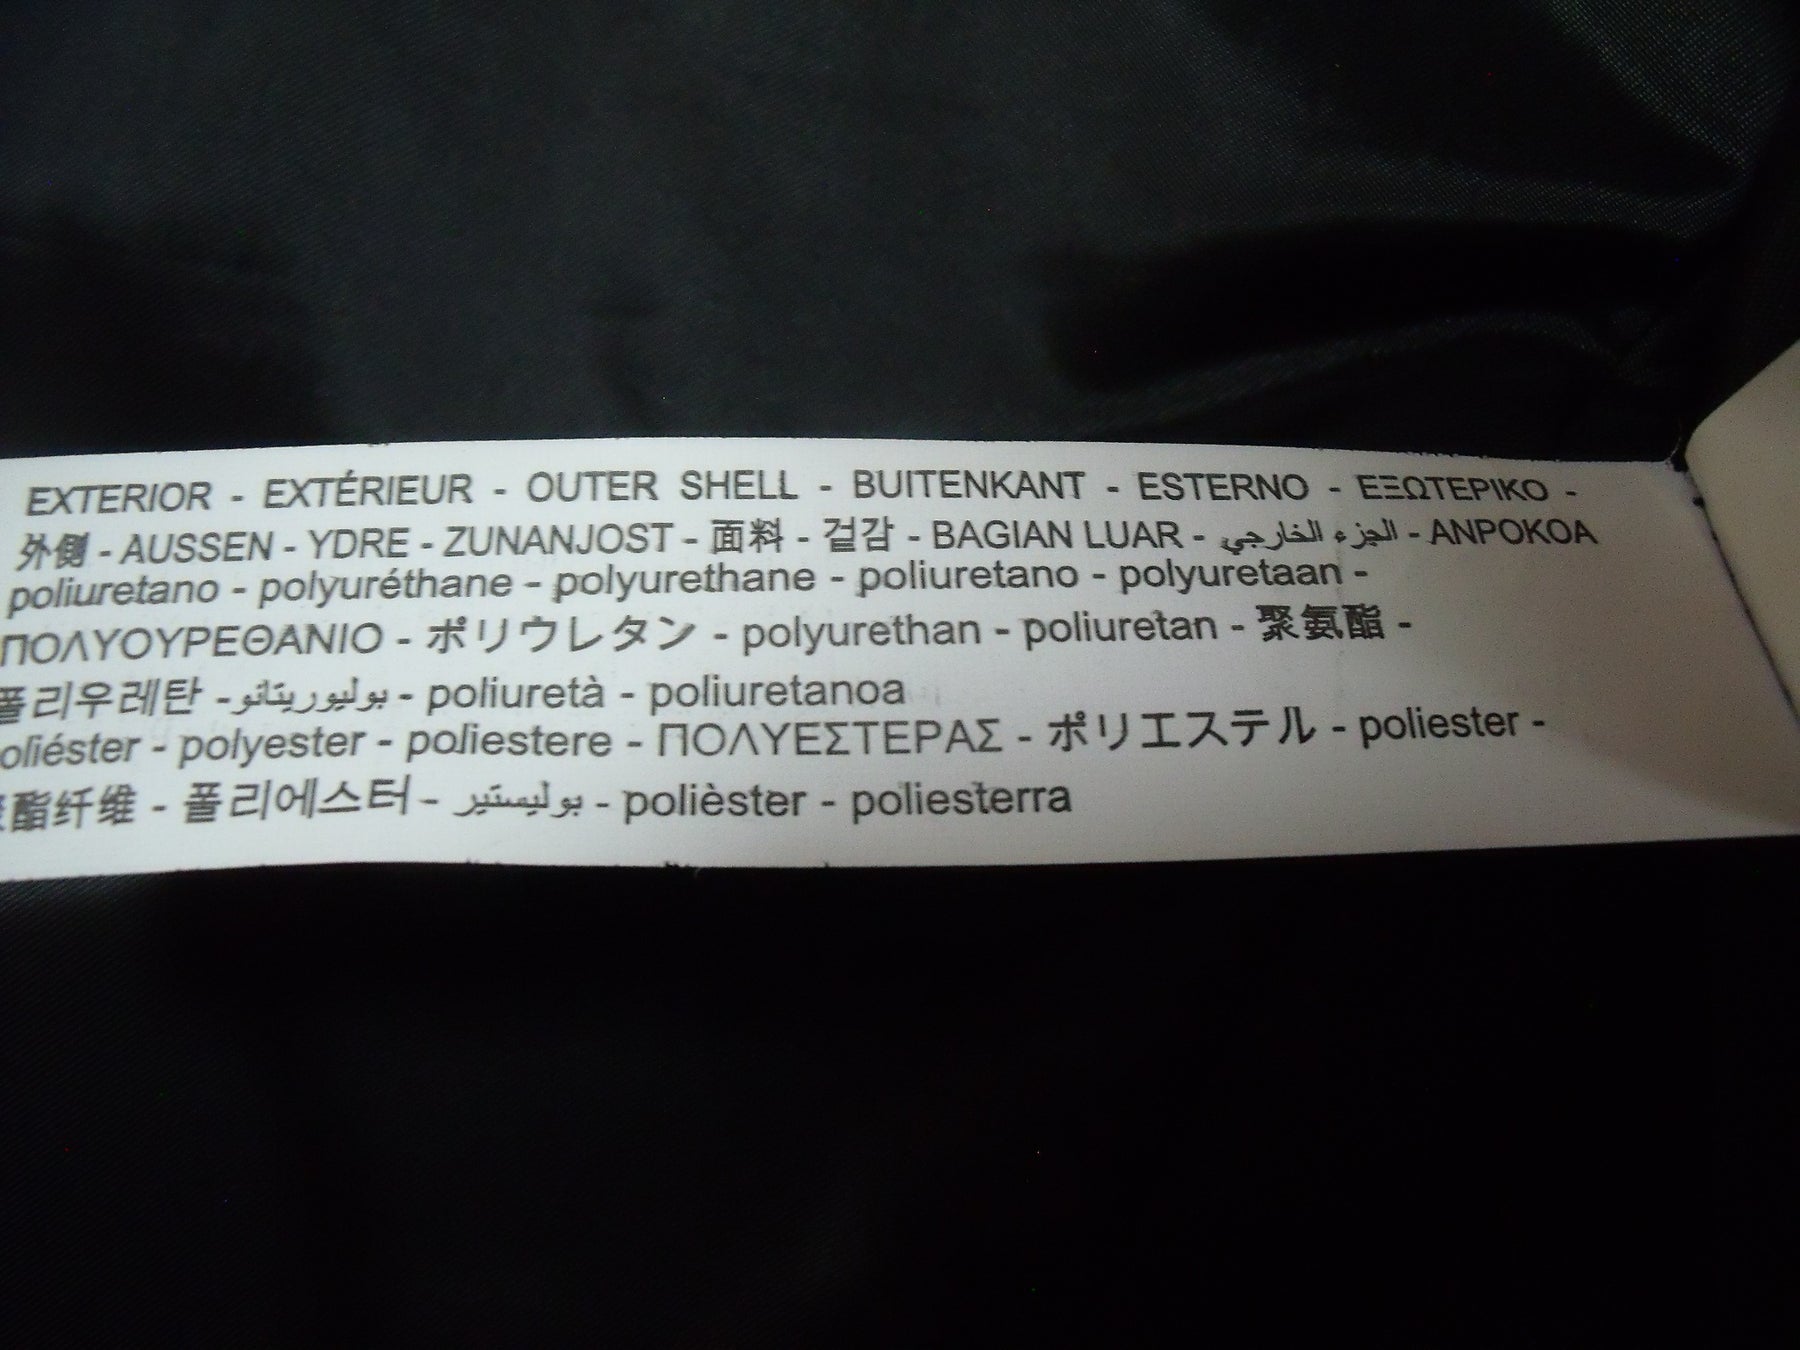 EXTERIOR - EXTÉRIEUR - OUTER SHELL - BUITENKANT - ESTERNO - ΕΞΩΤΕΡΙΚΟ -
外側 - AUSSEN - YDRE - ZUNANJOST - 面料 - 겉감 - BAGIAN LUAR - الجزء الخارجي - ANPOKOA
poliuretano - polyuréthane - polyurethane - poliuretano - polyuretaan -
ΠΟΛΥΟΥΡΕΘΑΝΙΟ - ポリウレタン - polyurethan - poliuretan - 聚氨酯 -
폴리우레탄 - بوليوريتانو - poliuretà - poliuretanoa
oliéster - polyester - poliestere - ΠΟΛΥΕΣΤΕΡΑΣ - ポリエステル - poliester -
聚酯纤维 - 폴리에스터 - بوليستير - polièster - poliesterra